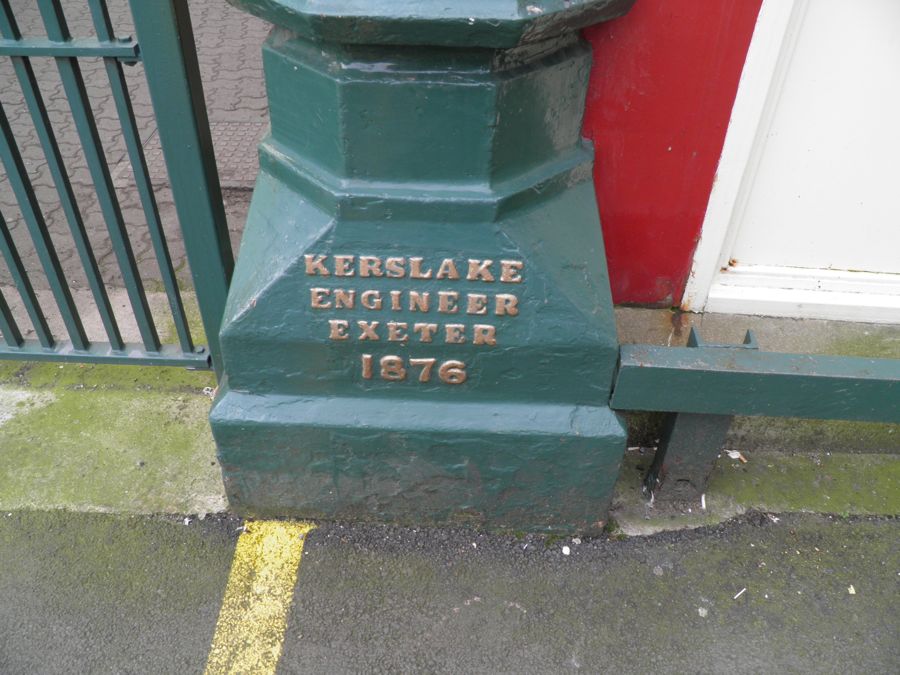 KERSLAKE
ENGINEER
EXETER
1876